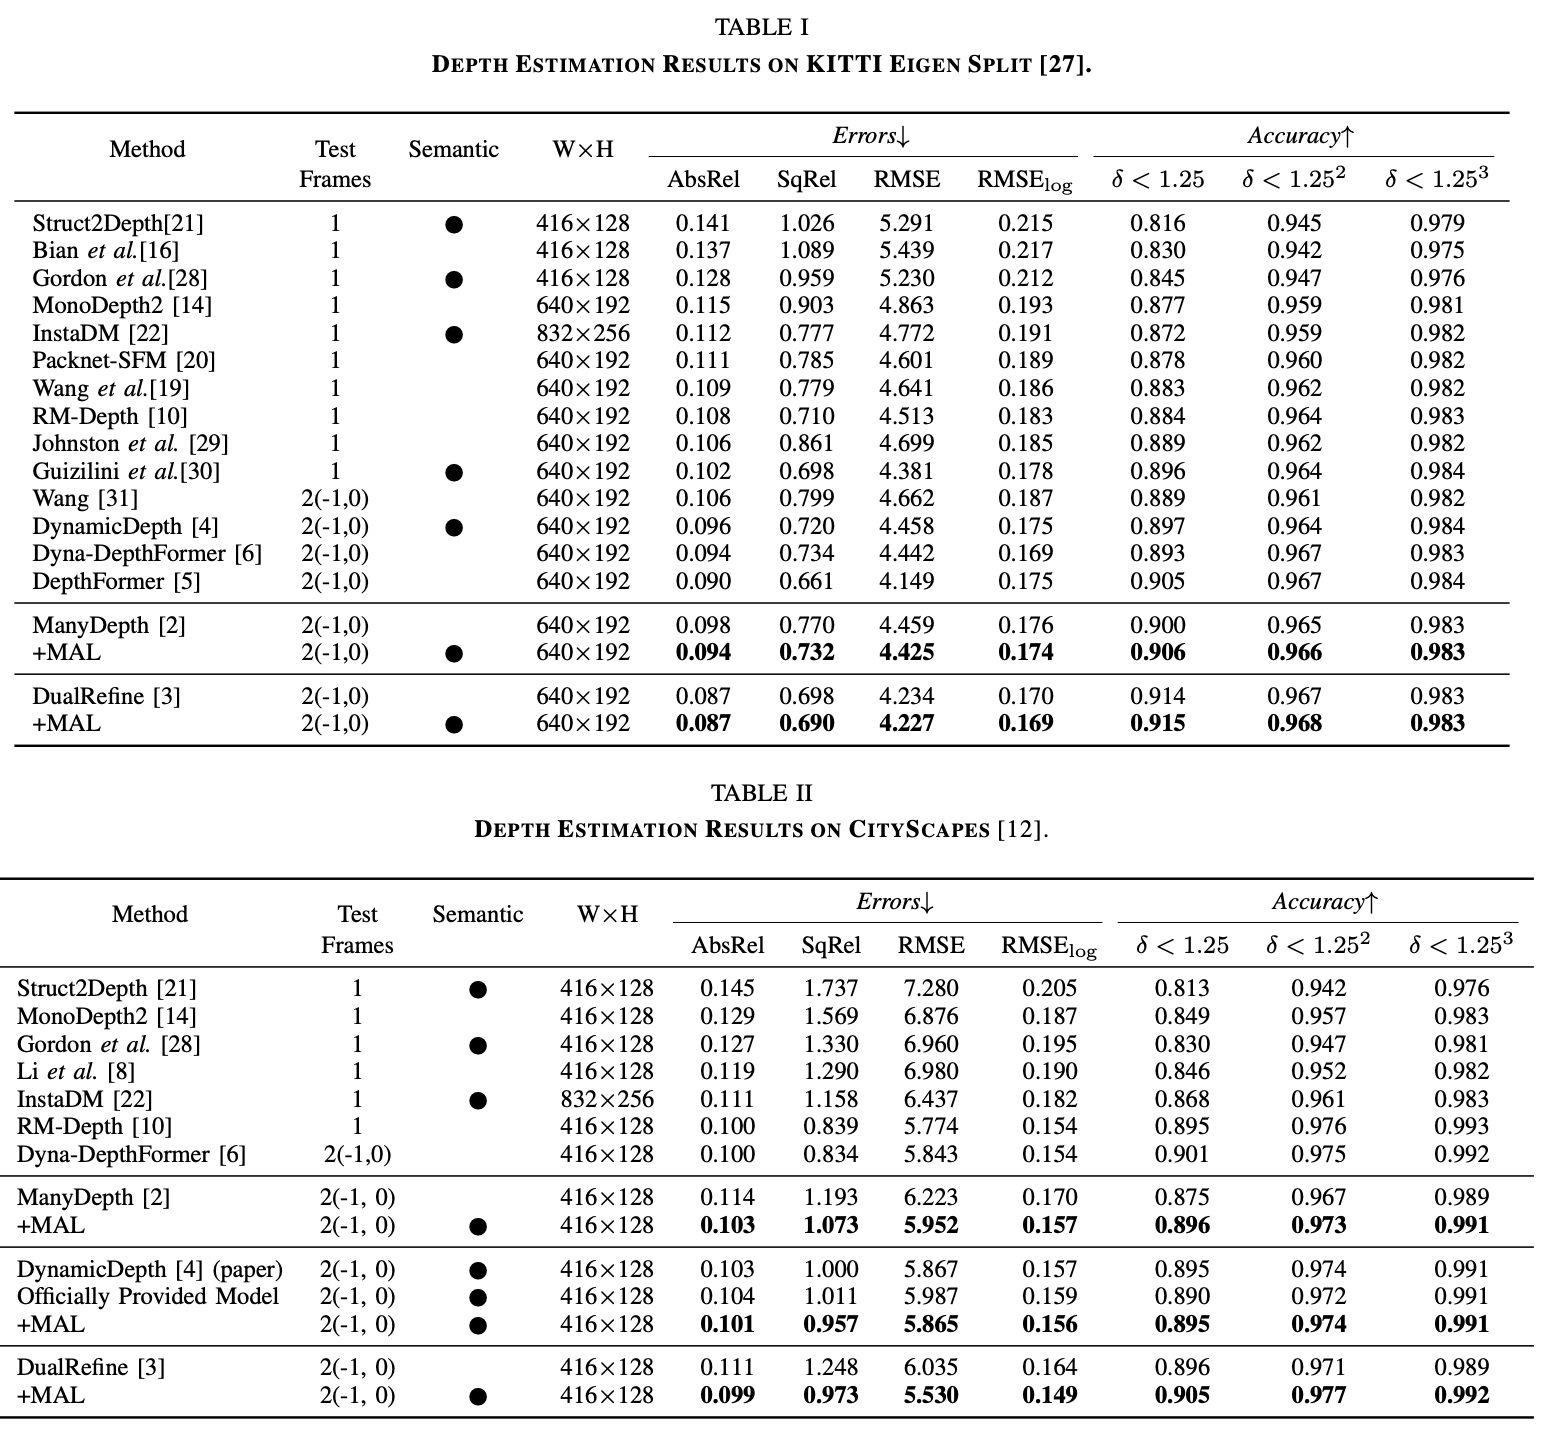 TABLE I
DEPTH ESTIMATION RESULTS ON KITTI EIGEN SPLIT [27].
Method Test Frames Semantic W×H Errors↓ Accuracy↑
AbsRel SqRel RMSE RMSElog δ < 1.25 δ < 1.25² δ < 1.25³
Struct2Depth[21] 1 ● 416×128 0.141 1.026 5.291 0.215 0.816 0.945 0.979
Bian et al.[16] 1 416×128 0.137 1.089 5.439 0.217 0.830 0.942 0.975
Gordon et al.[28] 1 ● 416×128 0.128 0.959 5.230 0.212 0.845 0.947 0.976
MonoDepth2 [14] 1 640×192 0.115 0.903 4.863 0.193 0.877 0.959 0.981
InstaDM [22] 1 ● 832×256 0.112 0.777 4.772 0.191 0.872 0.959 0.982
Packnet-SFM [20] 1 640×192 0.111 0.785 4.601 0.189 0.878 0.960 0.982
Wang et al.[19] 1 640×192 0.109 0.779 4.641 0.186 0.883 0.962 0.982
RM-Depth [10] 1 640×192 0.108 0.710 4.513 0.183 0.884 0.964 0.983
Johnston et al. [29] 1 640×192 0.106 0.861 4.699 0.185 0.889 0.962 0.982
Guizilini et al.[30] 1 ● 640×192 0.102 0.698 4.381 0.178 0.896 0.964 0.984
Wang [31] 2(-1,0) 640×192 0.106 0.799 4.662 0.187 0.889 0.961 0.982
DynamicDepth [4] 2(-1,0) ● 640×192 0.096 0.720 4.458 0.175 0.897 0.964 0.984
Dyna-DepthFormer [6] 2(-1,0) 640×192 0.094 0.734 4.442 0.169 0.893 0.967 0.983
DepthFormer [5] 2(-1,0) 640×192 0.090 0.661 4.149 0.175 0.905 0.967 0.984
ManyDepth [2] 2(-1,0) 640×192 0.098 0.770 4.459 0.176 0.900 0.965 0.983
+MAL 2(-1,0) ● 640×192 0.094 0.732 4.425 0.174 0.906 0.966 0.983
DualRefine [3] 2(-1,0) 640×192 0.087 0.698 4.234 0.170 0.914 0.967 0.983
+MAL 2(-1,0) ● 640×192 0.087 0.690 4.227 0.169 0.915 0.968 0.983
TABLE II
DEPTH ESTIMATION RESULTS ON CITYSCAPES [12].
Method Test Frames Semantic W×H Errors↓ Accuracy↑
AbsRel SqRel RMSE RMSElog δ < 1.25 δ < 1.25² δ < 1.25³
Struct2Depth [21] 1 ● 416×128 0.145 1.737 7.280 0.205 0.813 0.942 0.976
MonoDepth2 [14] 1 416×128 0.129 1.569 6.876 0.187 0.849 0.957 0.983
Gordon et al. [28] 1 ● 416×128 0.127 1.330 6.960 0.195 0.830 0.947 0.981
Li et al. [8] 1 416×128 0.119 1.290 6.980 0.190 0.846 0.952 0.982
InstaDM [22] 1 ● 832×256 0.111 1.158 6.437 0.182 0.868 0.961 0.983
RM-Depth [10] 1 416×128 0.100 0.839 5.774 0.154 0.895 0.976 0.993
Dyna-DepthFormer [6] 2(-1,0) 416×128 0.100 0.834 5.843 0.154 0.901 0.975 0.992
ManyDepth [2] 2(-1, 0) 416×128 0.114 1.193 6.223 0.170 0.875 0.967 0.989
+MAL 2(-1, 0) ● 416×128 0.103 1.073 5.952 0.157 0.896 0.973 0.991
DynamicDepth [4] (paper) 2(-1, 0) ● 416×128 0.103 1.000 5.867 0.157 0.895 0.974 0.991
Officially Provided Model 2(-1, 0) ● 416×128 0.104 1.011 5.987 0.159 0.890 0.972 0.991
+MAL 2(-1, 0) ● 416×128 0.101 0.957 5.865 0.156 0.895 0.974 0.991
DualRefine [3] 2(-1, 0) 416×128 0.111 1.248 6.035 0.164 0.896 0.971 0.989
+MAL 2(-1, 0) ● 416×128 0.099 0.973 5.530 0.149 0.905 0.977 0.992